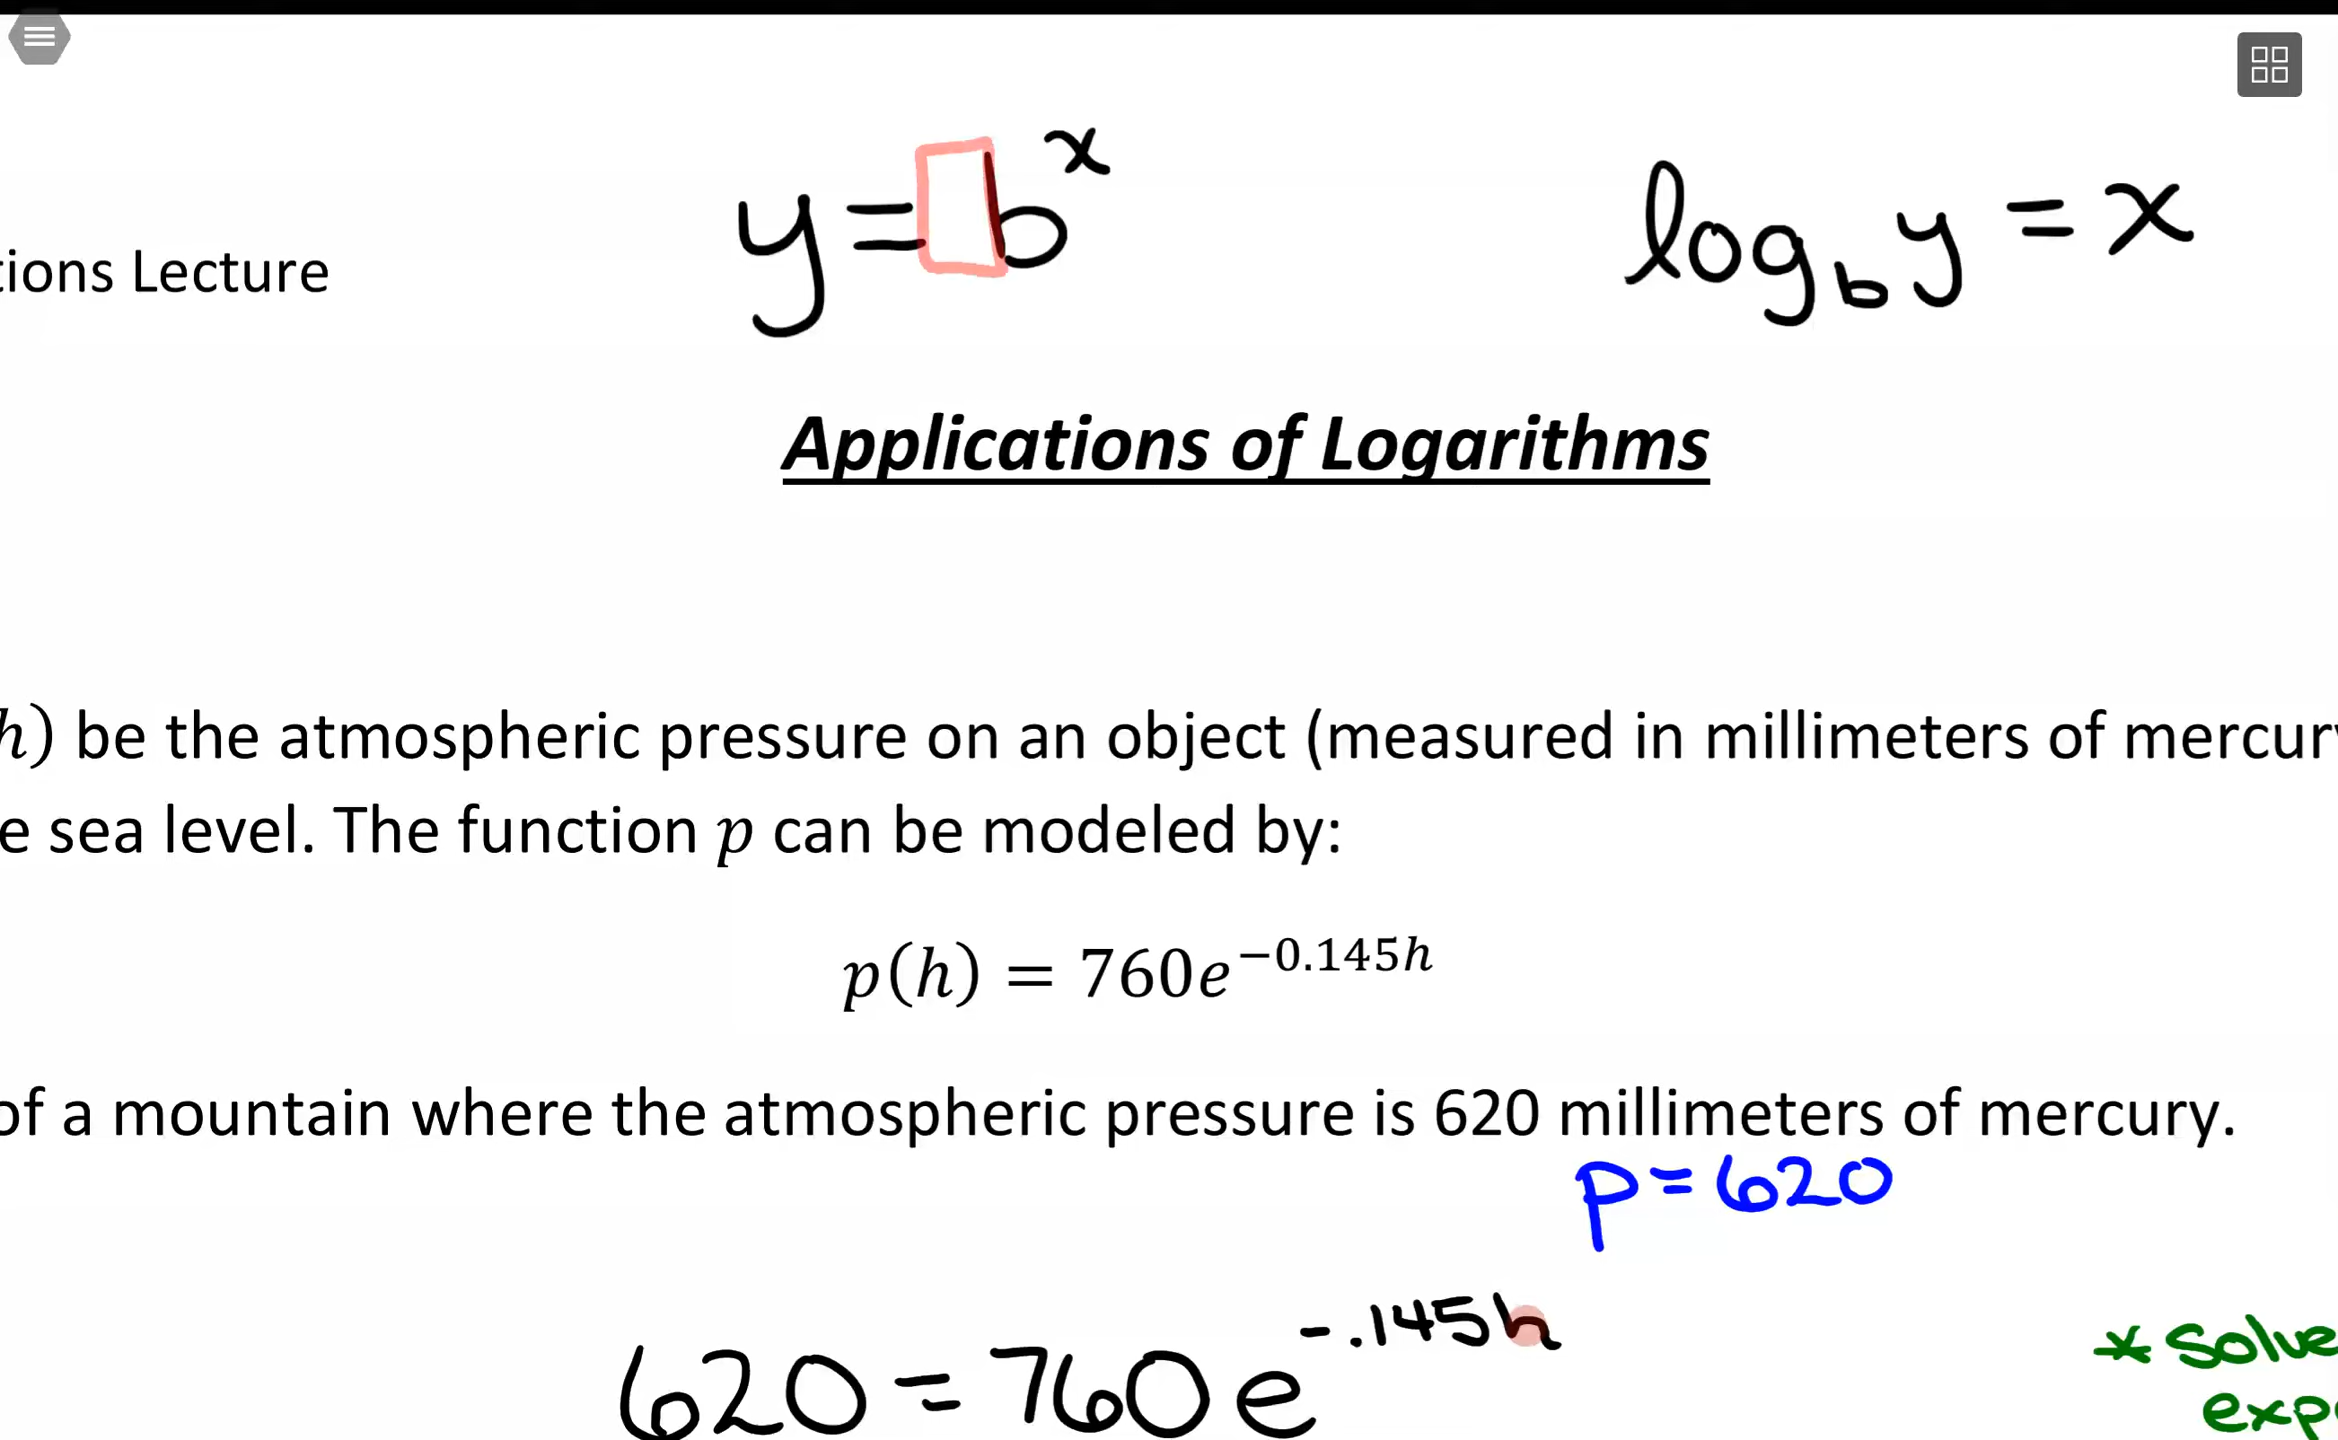 y = b^x
log_b y = x
tions Lecture
Applications of Logarithms
h) be the atmospheric pressure on an object (measured in millimeters of mercury
e sea level. The function p can be modeled by:
p(h) = 760e^{-0.145h}
of a mountain where the atmospheric pressure is 620 millimeters of mercury.
p = 620
620 = 760e^{-.145h}
* solve
exp